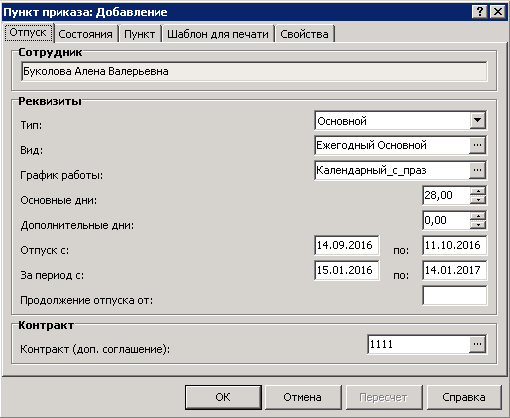 Пункт приказа: Добавление
Отпуск Состояния Пункт Шаблон для печати Свойства
Сотрудник
Буколова Алена Валерьевна
Реквизиты
Тип: Основной
Вид: Ежегодный Основной ...
График работы: Календарный_с_праз ...
Основные дни: 28,00
Дополнительные дни: 0,00
Отпуск с: 14.09.2016 по: 11.10.2016
За период с: 15.01.2016 по: 14.01.2017
Продолжение отпуска от:
Контракт
Контракт (доп. соглашение): 1111 ...
ОК Отмена Пересчет Справка